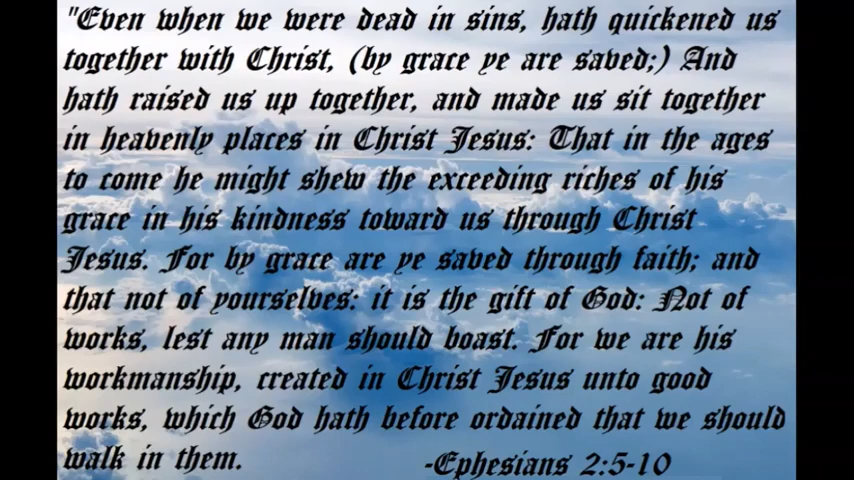 "Even when we were dead in sins, hath quickened us
together with Christ, (by grace ye are saved;) And
hath raised us up together, and made us sit together
in heavenly places in Christ Jesus: That in the ages
to come he might shew the exceeding riches of his
grace in his kindness toward us through Christ
Jesus. For by grace are ye saved through faith; and
that not of yourselves: it is the gift of God: Not of
works, lest any man should boast. For we are his
workmanship, created in Christ Jesus unto good
works, which God hath before ordained that we should
walk in them.
-Ephesians 2:5-10